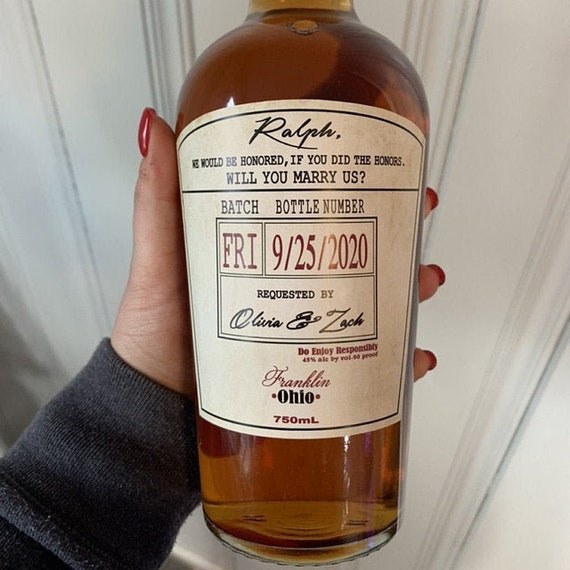 Ralph,
WE WOULD BE HONORED, IF YOU DID THE HONORS.
WILL YOU MARRY US?
BATCH BOTTLE NUMBER
FRI 9/25/2020
REQUESTED BY
Olivia & Zach
Do Enjoy Responsibly
45% alc by vol-90 proof
Franklin
•Ohio•
750mL